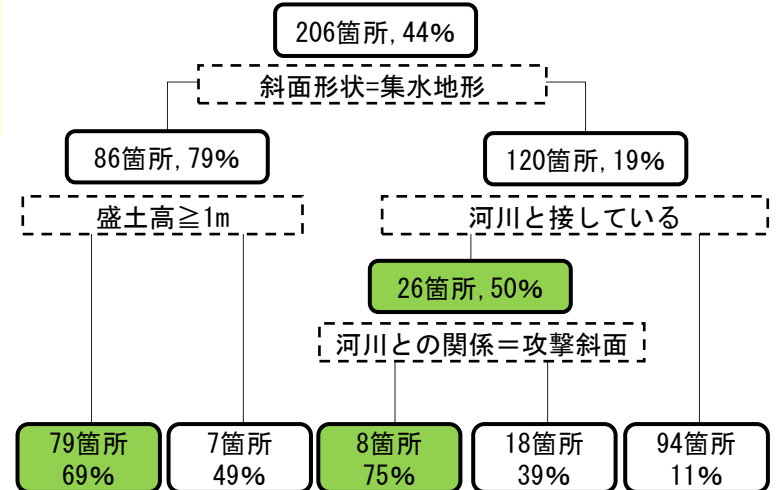 206箇所, 44%
斜面形状=集水地形
86箇所, 79%
120箇所, 19%
盛土高≧1m
河川と接している
26箇所, 50%
河川との関係＝攻撃斜面
79箇所
69%
7箇所
49%
8箇所
75%
18箇所
39%
94箇所
11%